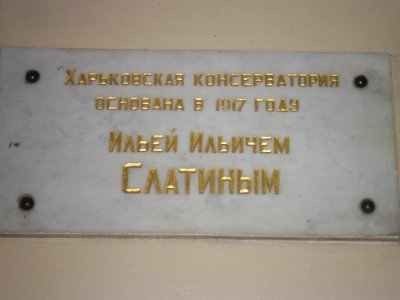 Харьковская консерватория
основана в 1917 году
Ильей Ильичем
Слатиным